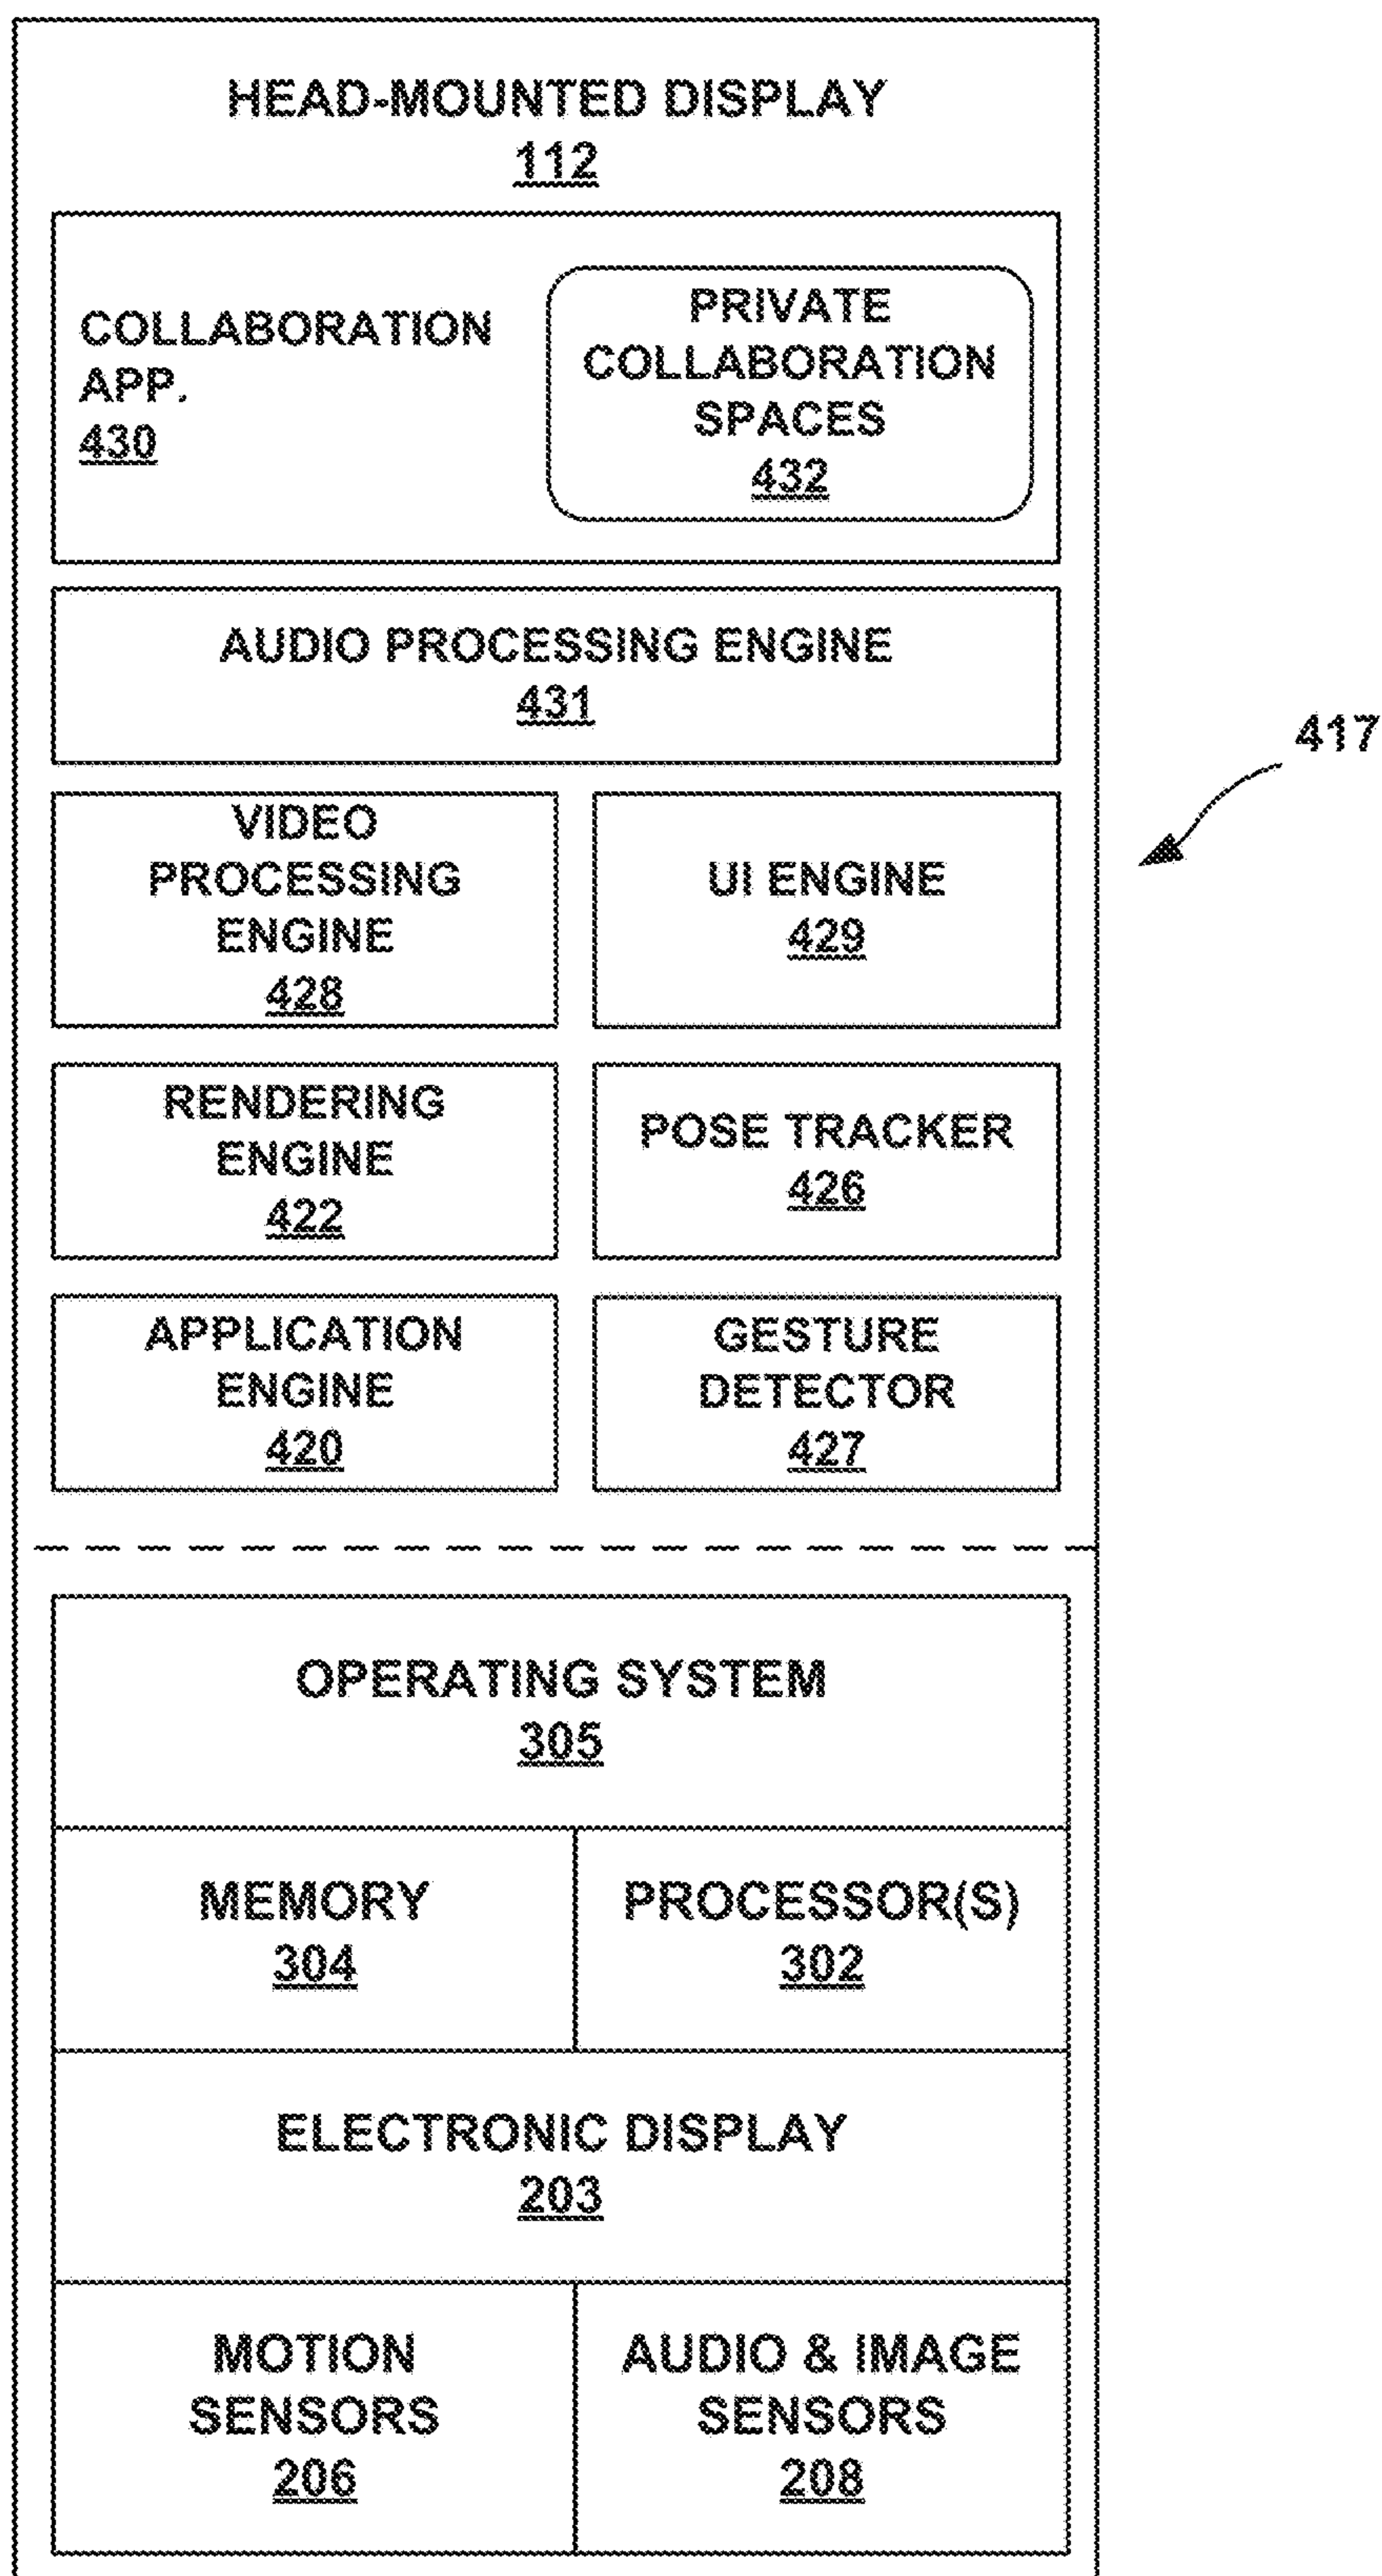 HEAD-MOUNTED DISPLAY
112
COLLABORATION
APP.
430
PRIVATE
COLLABORATION
SPACES
432
AUDIO PROCESSING ENGINE
431
417
VIDEO
PROCESSING
ENGINE
428
UI ENGINE
429
RENDERING
ENGINE
422
POSE TRACKER
426
APPLICATION
ENGINE
420
GESTURE
DETECTOR
427
OPERATING SYSTEM
305
MEMORY
304
PROCESSOR(S)
302
ELECTRONIC DISPLAY
203
MOTION
SENSORS
206
AUDIO & IMAGE
SENSORS
208